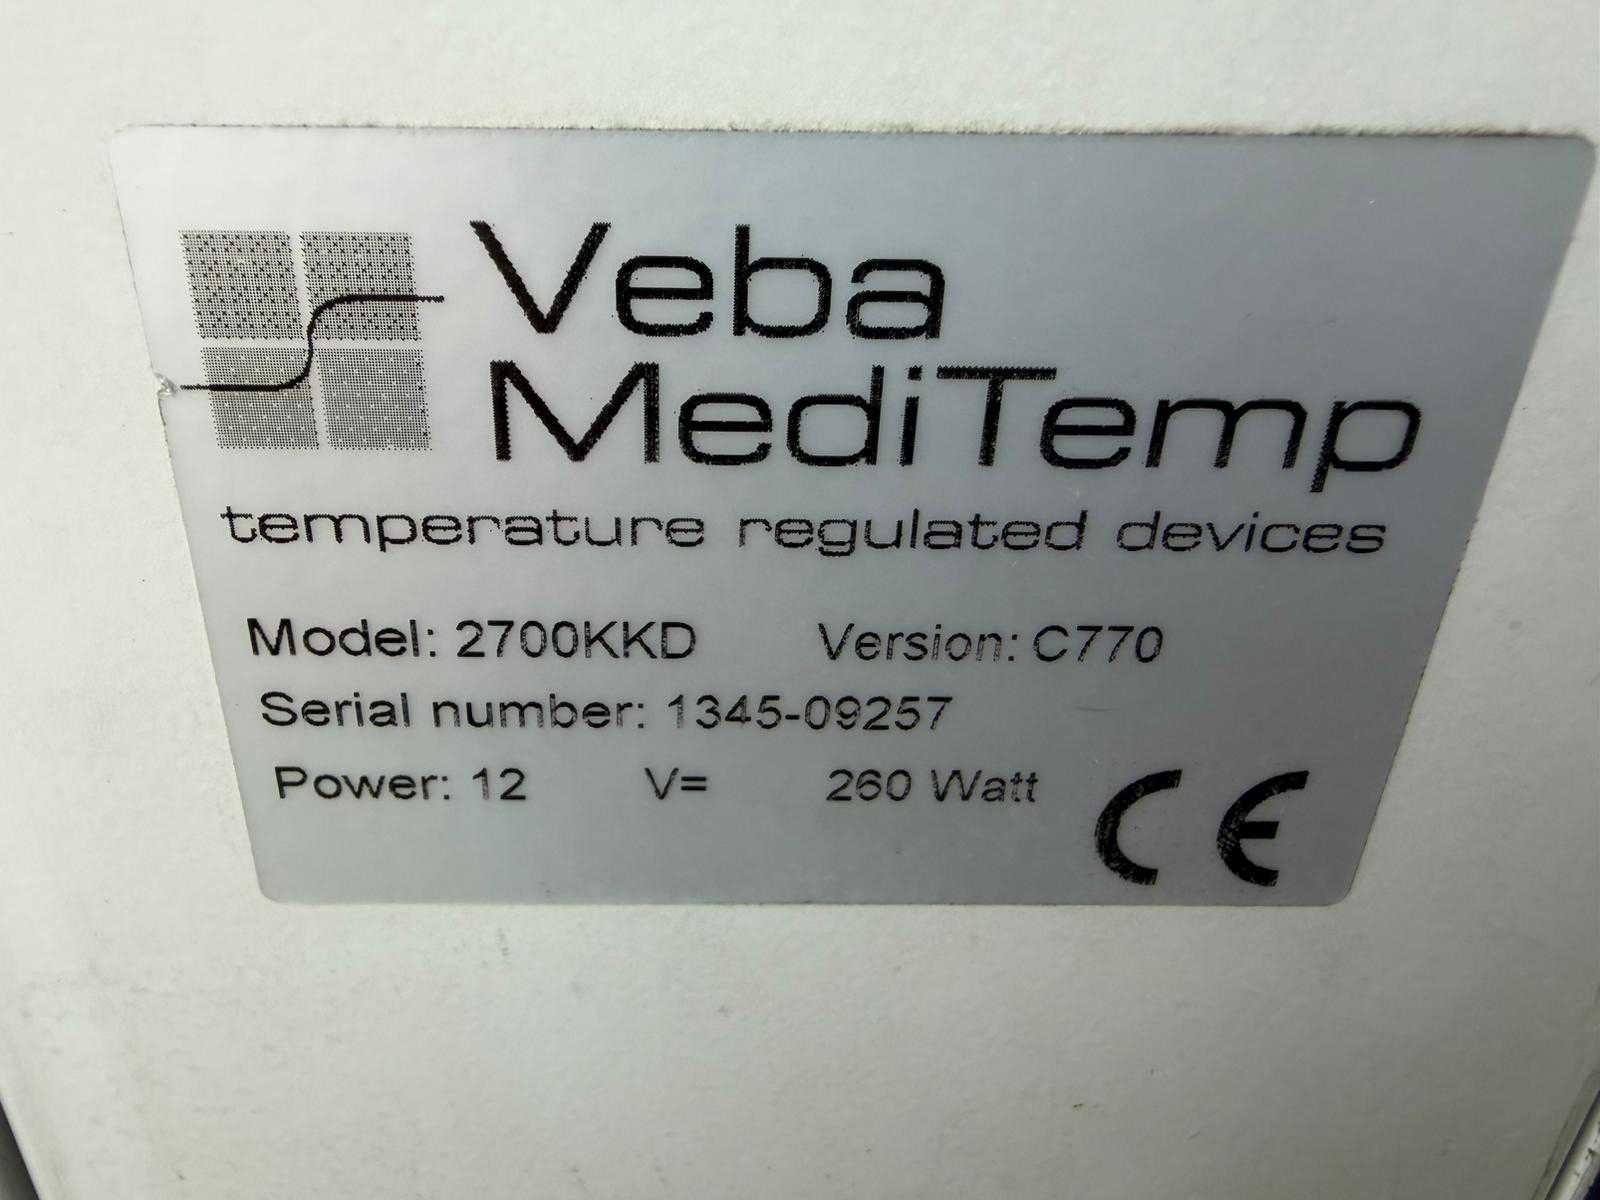 Veba
MediTemp
temperature regulated devices
Model: 2700KKD Version: C770
Serial number: 1345-09257
Power: 12 V= 260 Watt CE